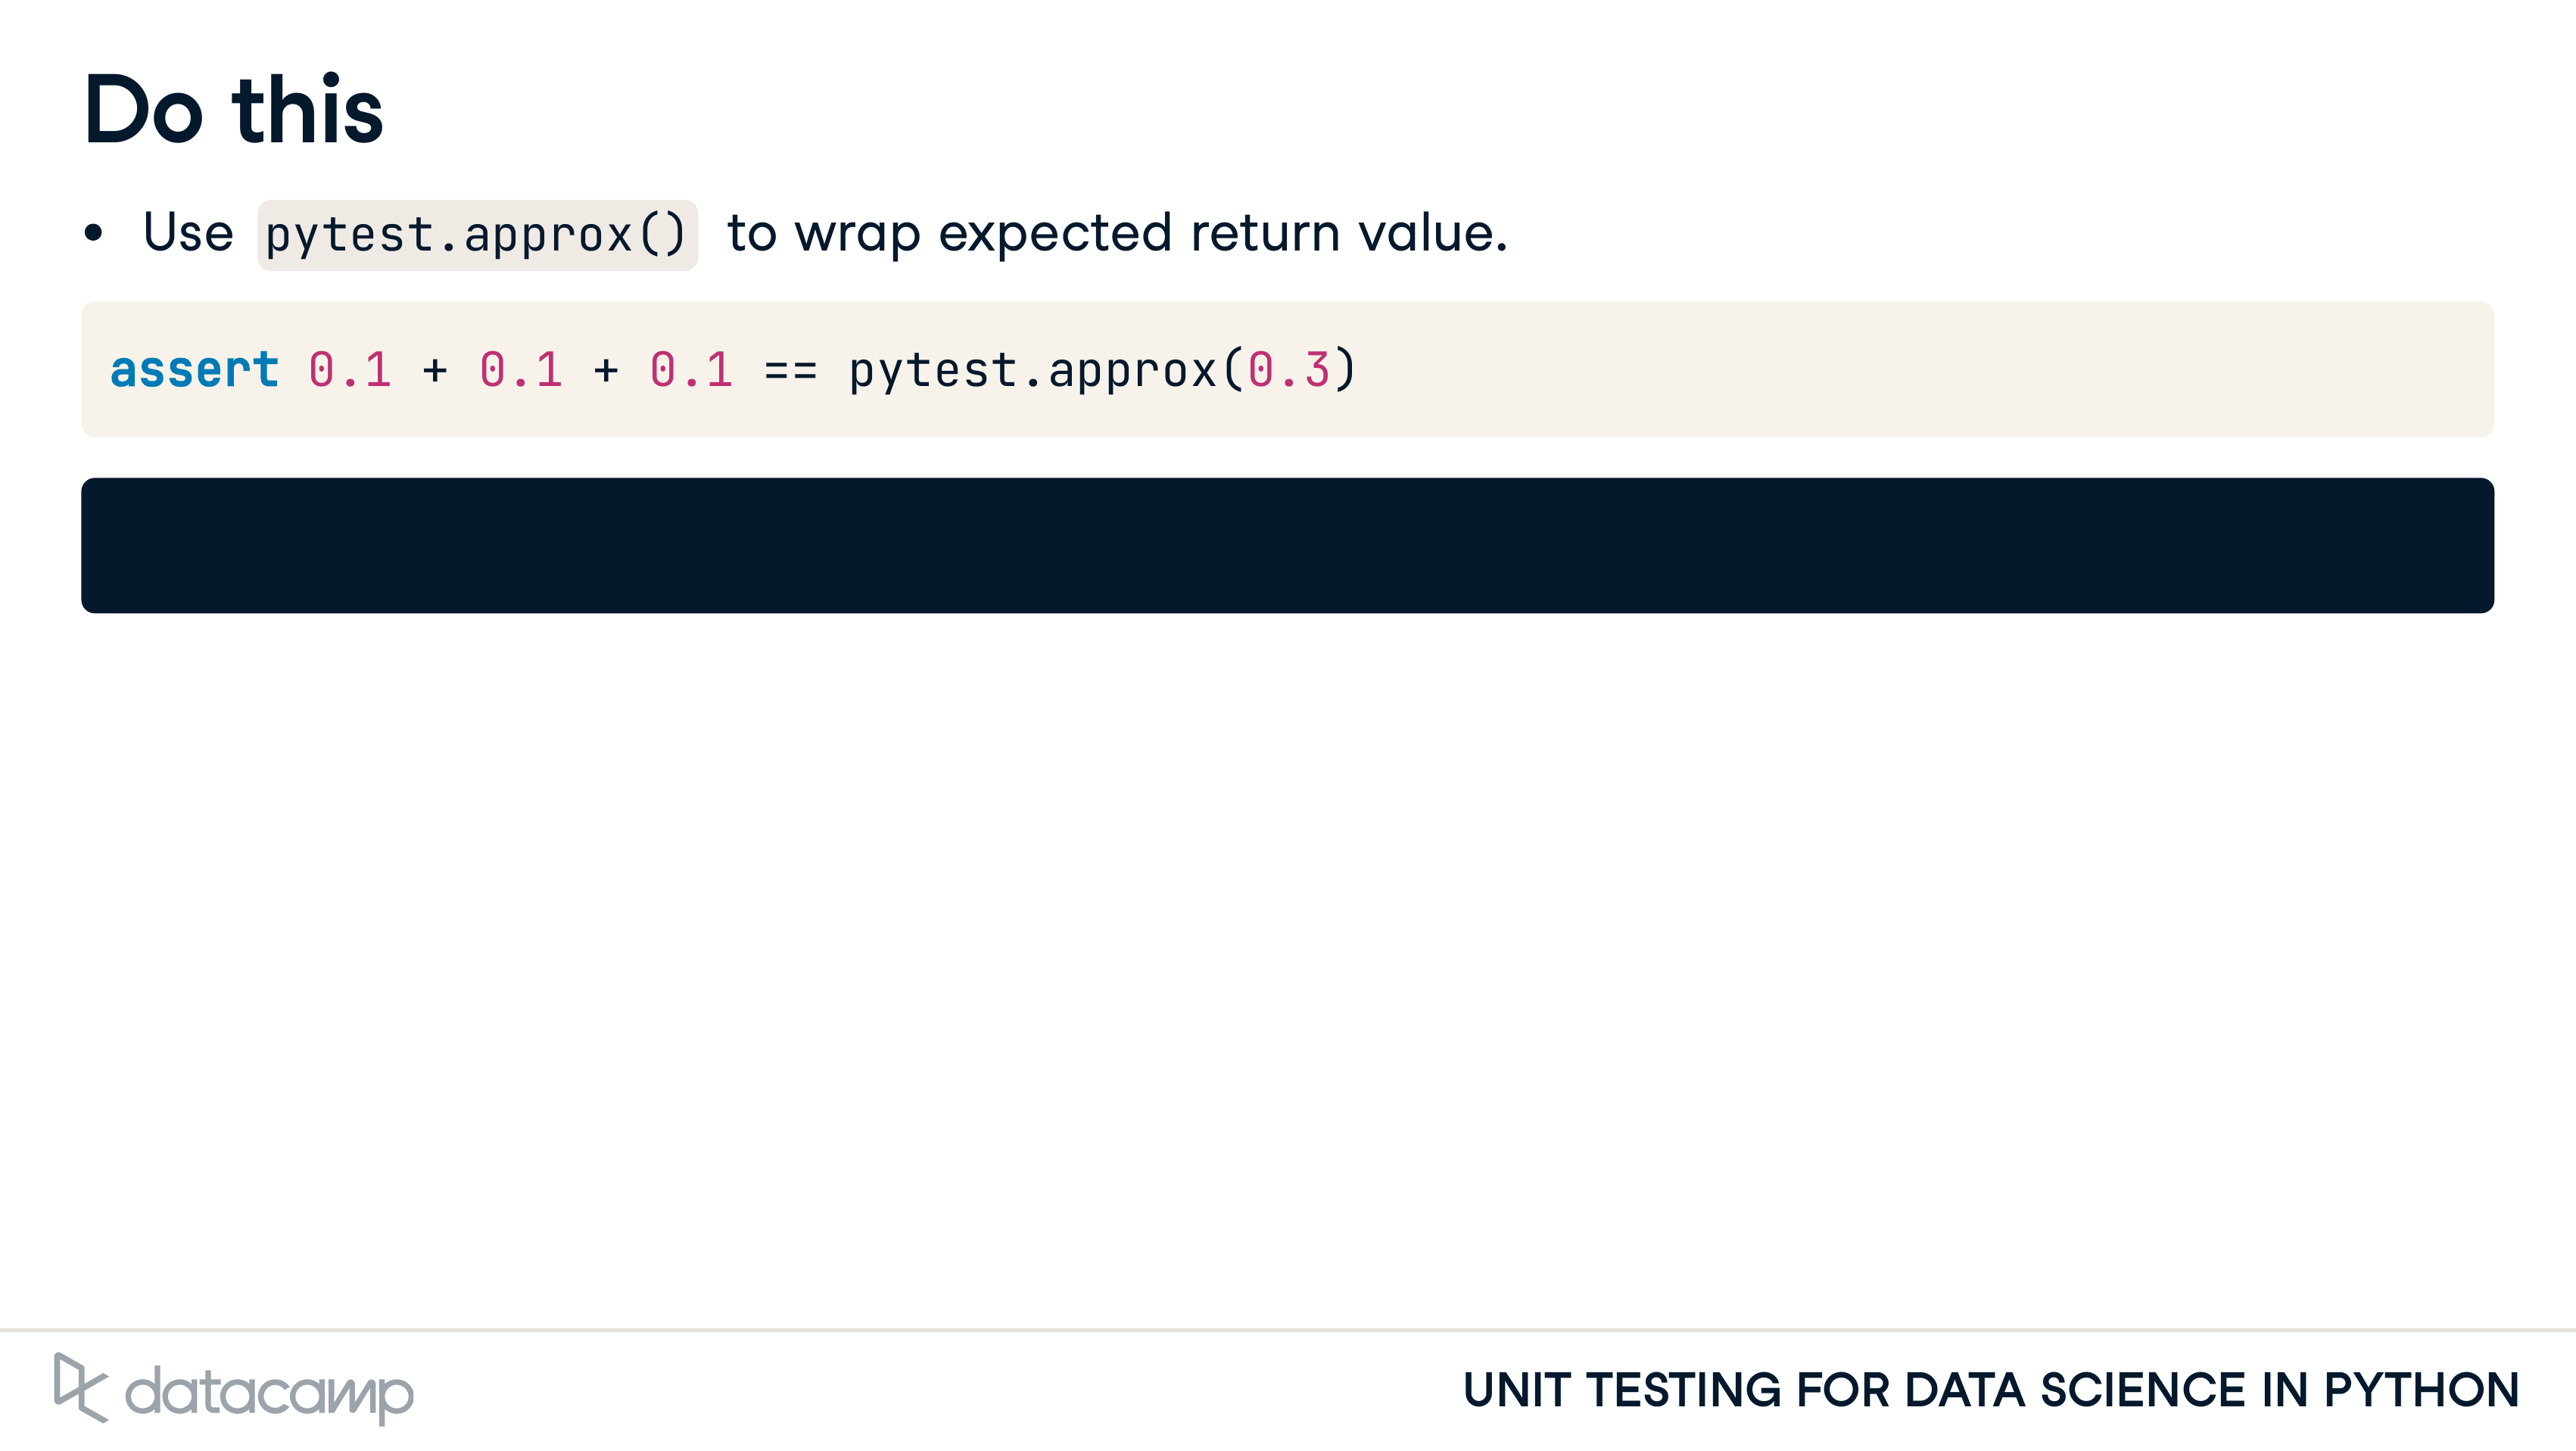 Do this
• Use pytest.approx() to wrap expected return value.
assert 0.1 + 0.1 + 0.1 == pytest.approx(0.3)
datacamp
UNIT TESTING FOR DATA SCIENCE IN PYTHON